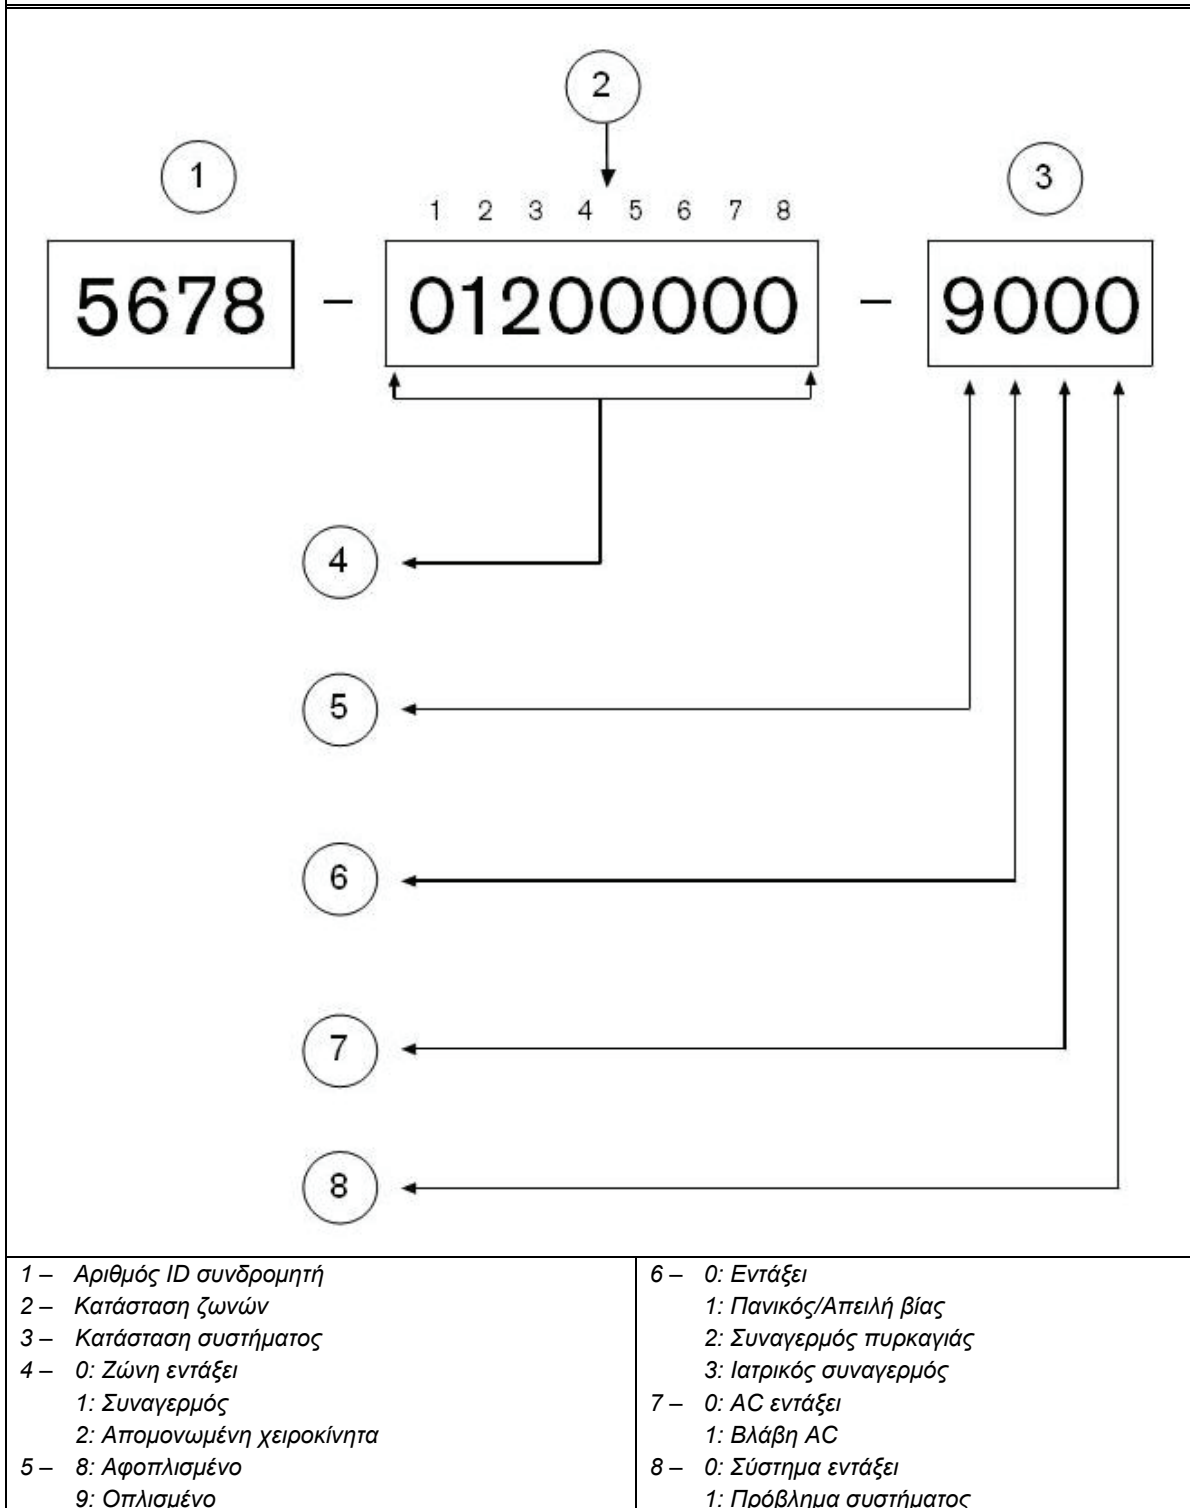 2
1
3
1 2 3 4 5 6 7 8
5678 – 01200000 – 9000
4
5
6
7
8
1 – Αριθμός ID συνδρομητή
2 – Κατάσταση ζωνών
3 – Κατάσταση συστήματος
4 – 0: Ζώνη εντάξει
1: Συναγερμός
2: Απομονωμένη χειροκίνητα
5 – 8: Αφοπλισμένο
9: Οπλισμένο
6 – 0: Εντάξει
1: Πανικός/Απειλή βίας
2: Συναγερμός πυρκαγιάς
3: Ιατρικός συναγερμός
7 – 0: AC εντάξει
1: Βλάβη AC
8 – 0: Σύστημα εντάξει
1: Πρόβλημα συστήματος